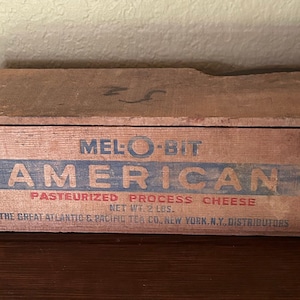 MEL-O-BIT
AMERICAN
PASTEURIZED PROCESS CHEESE
NET WT. 2 LBS.
THE GREAT ATLANTIC & PACIFIC TEA CO., NEW YORK, N.Y., DISTRIBUTORS